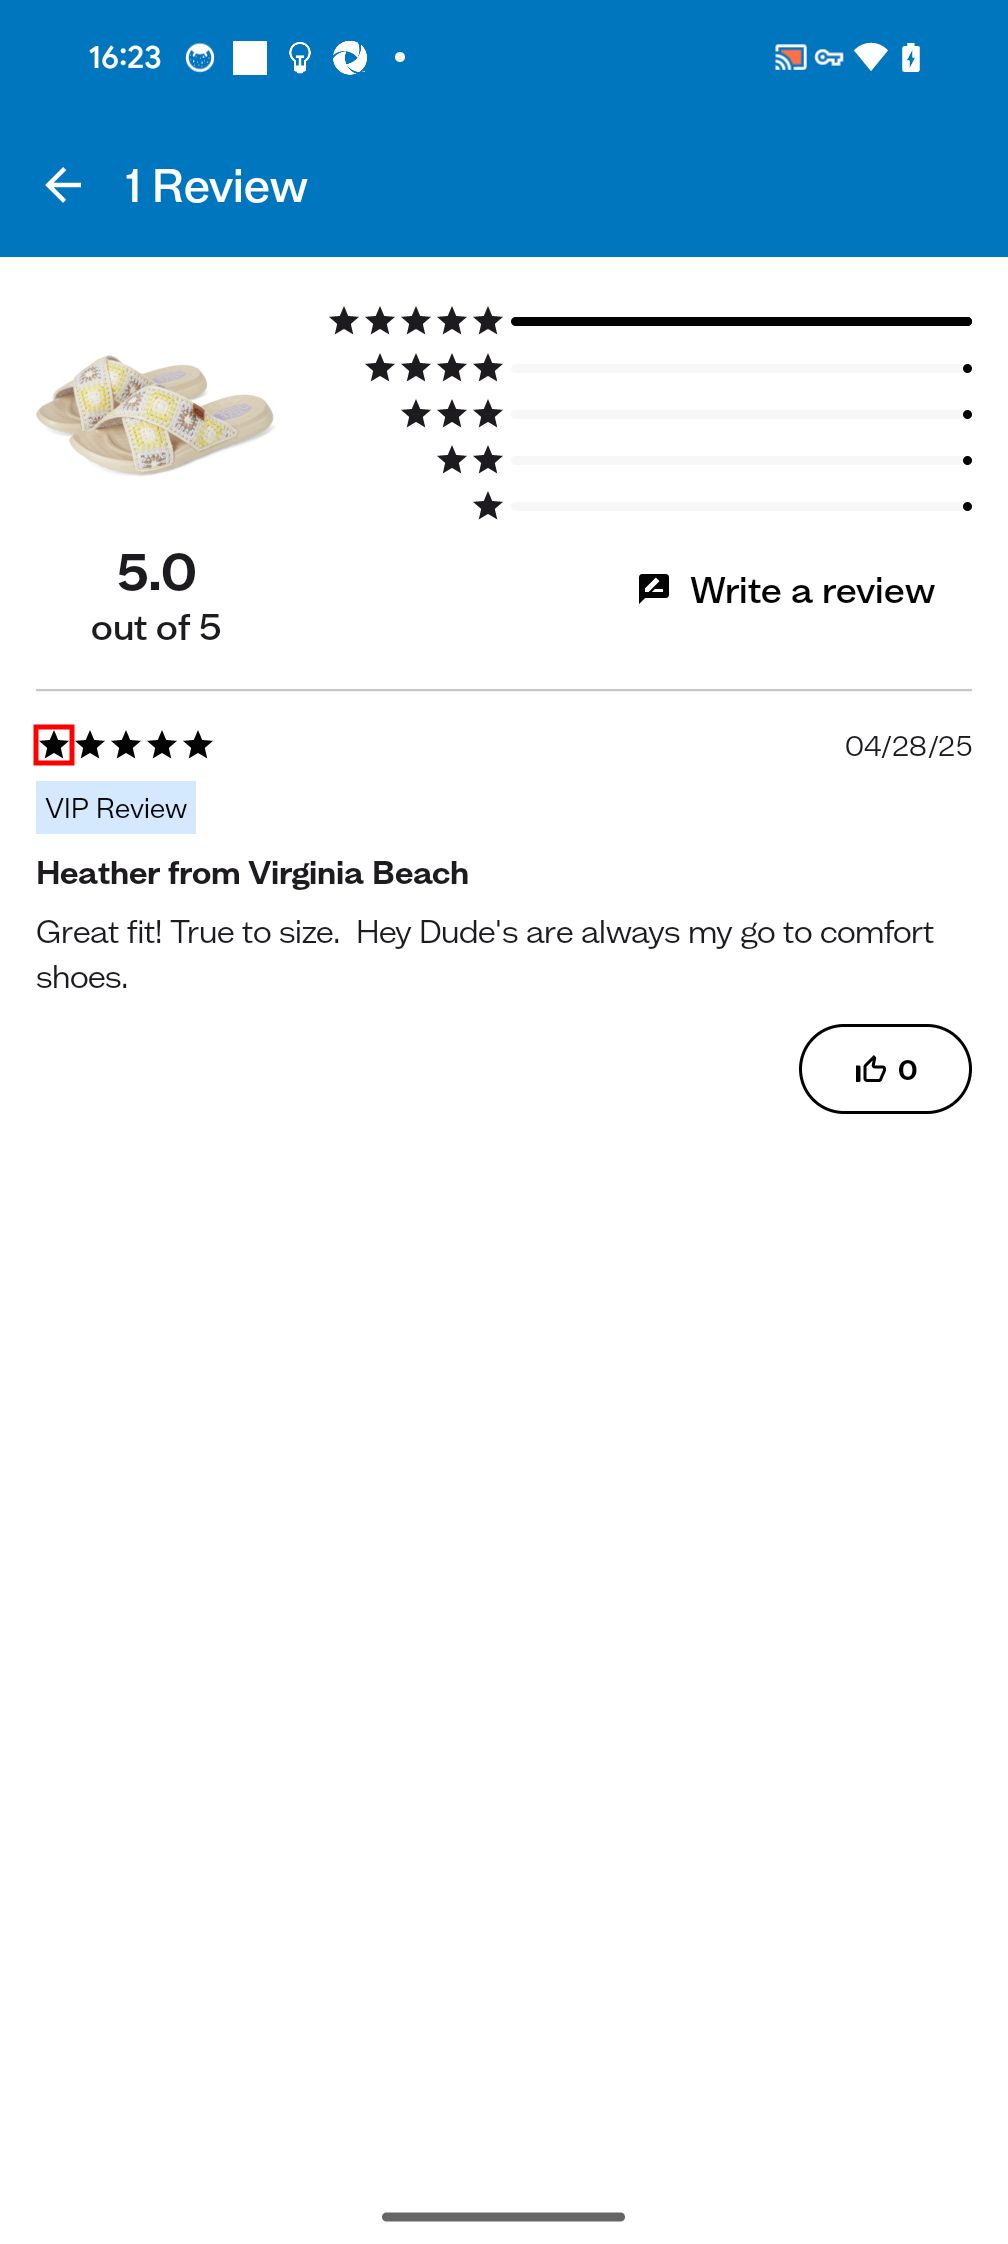 16:23
1 Review
5.0
out of 5
Write a review
04/28/25
VIP Review
Heather from Virginia Beach
Great fit! True to size.  Hey Dude's are always my go to comfort
shoes.
0